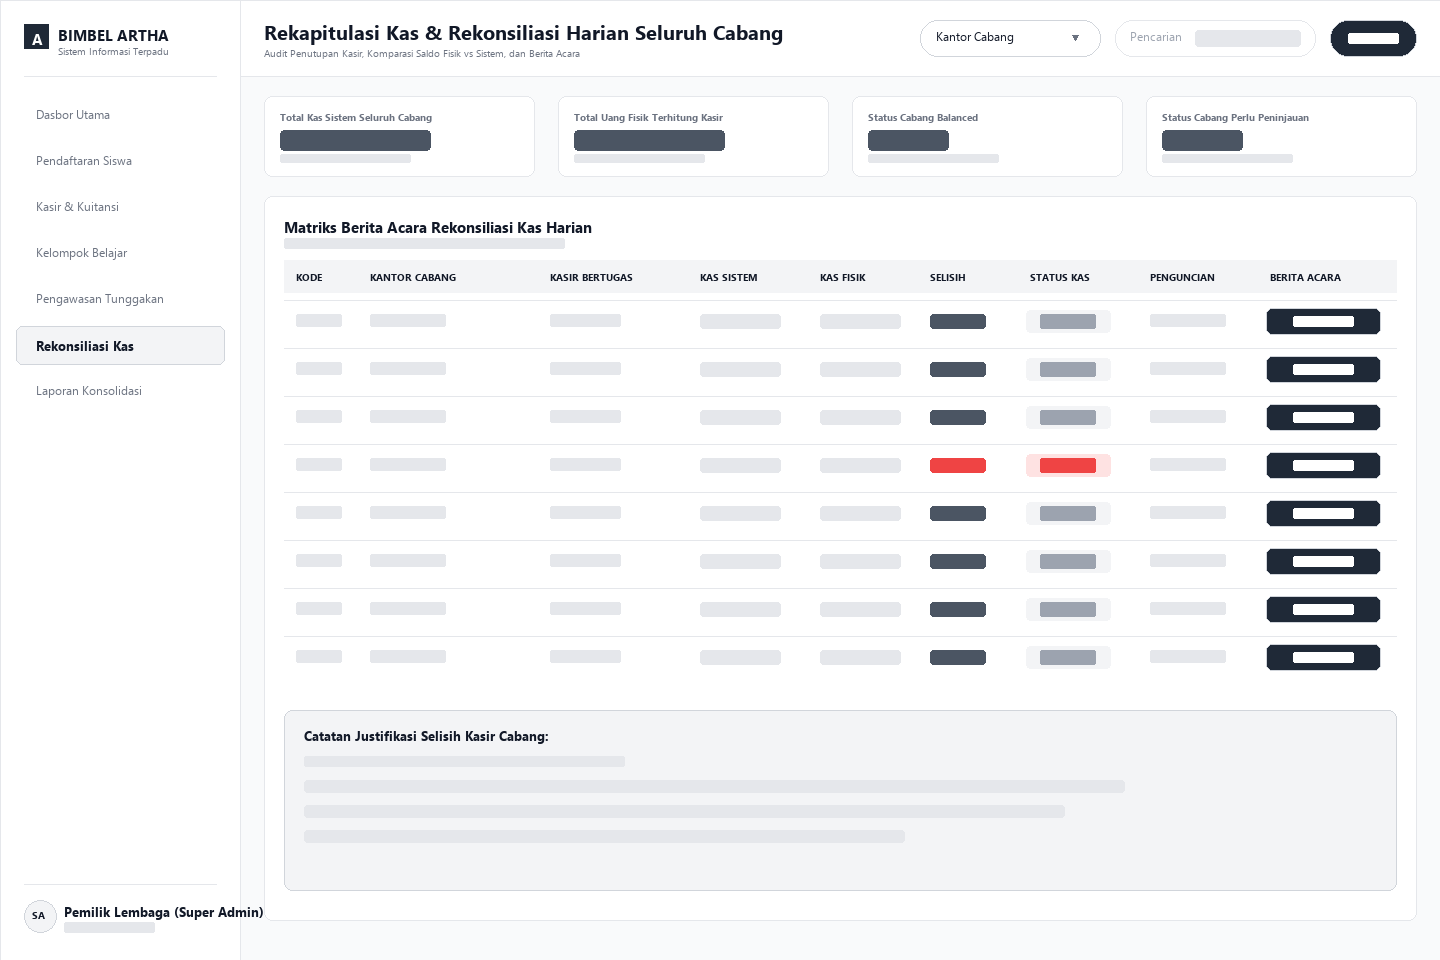 A
BIMBEL ARTHA
Sistem Informasi Terpadu
Dasbor Utama
Pendaftaran Siswa
Kasir & Kuitansi
Kelompok Belajar
Pengawasan Tunggakan
Rekonsiliasi Kas
Laporan Konsolidasi
SA
Pemilik Lembaga (Super Admin)
Rekapitulasi Kas & Rekonsiliasi Harian Seluruh Cabang
Audit Penutupan Kasir, Komparasi Saldo Fisik vs Sistem, dan Berita Acara
Kantor Cabang ▼
Pencarian
Total Kas Sistem Seluruh Cabang
Total Uang Fisik Terhitung Kasir
Status Cabang Balanced
Status Cabang Perlu Peninjauan
Matriks Berita Acara Rekonsiliasi Kas Harian
KODE KANTOR CABANG KASIR BERTUGAS KAS SISTEM KAS FISIK SELISIH STATUS KAS PENGUNCIAN BERITA ACARA
Catatan Justifikasi Selisih Kasir Cabang: